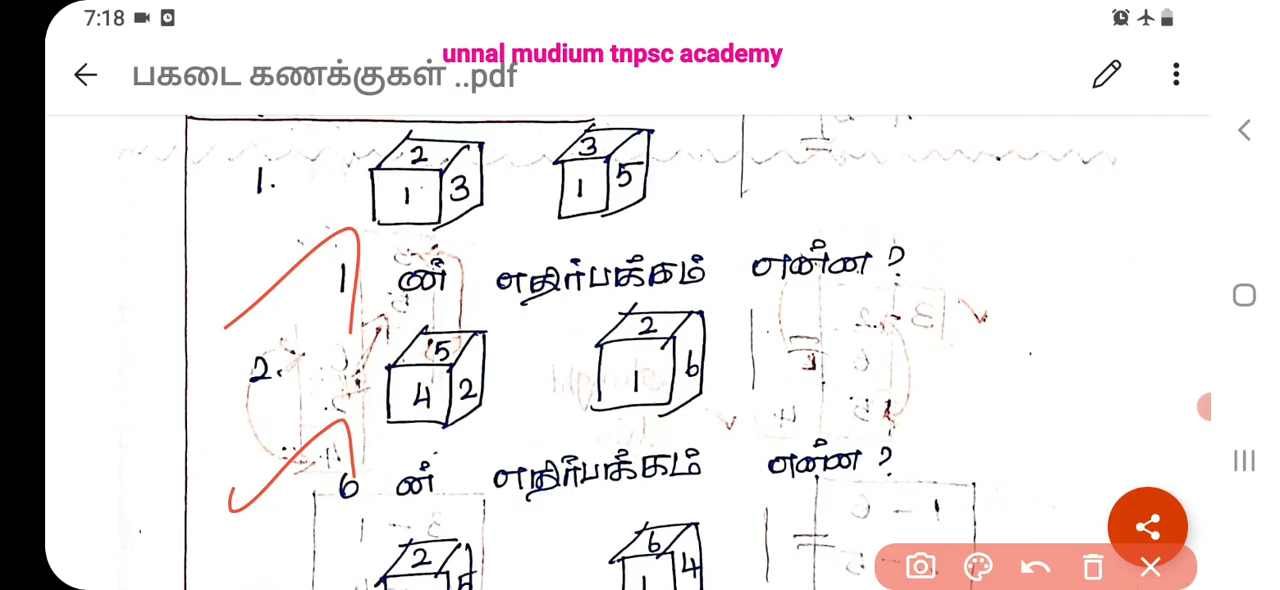 7:18
unnal mudium tnpsc academy
பகடை கணக்குகள் ..pdf
1. 2 1 3 3 1 5
1 ன் எதிர்பக்கம் என்ன ?
2. 5 4 2 2 1 6
6 ன் எதிர்பக்கம் என்ன ?
2 6 4